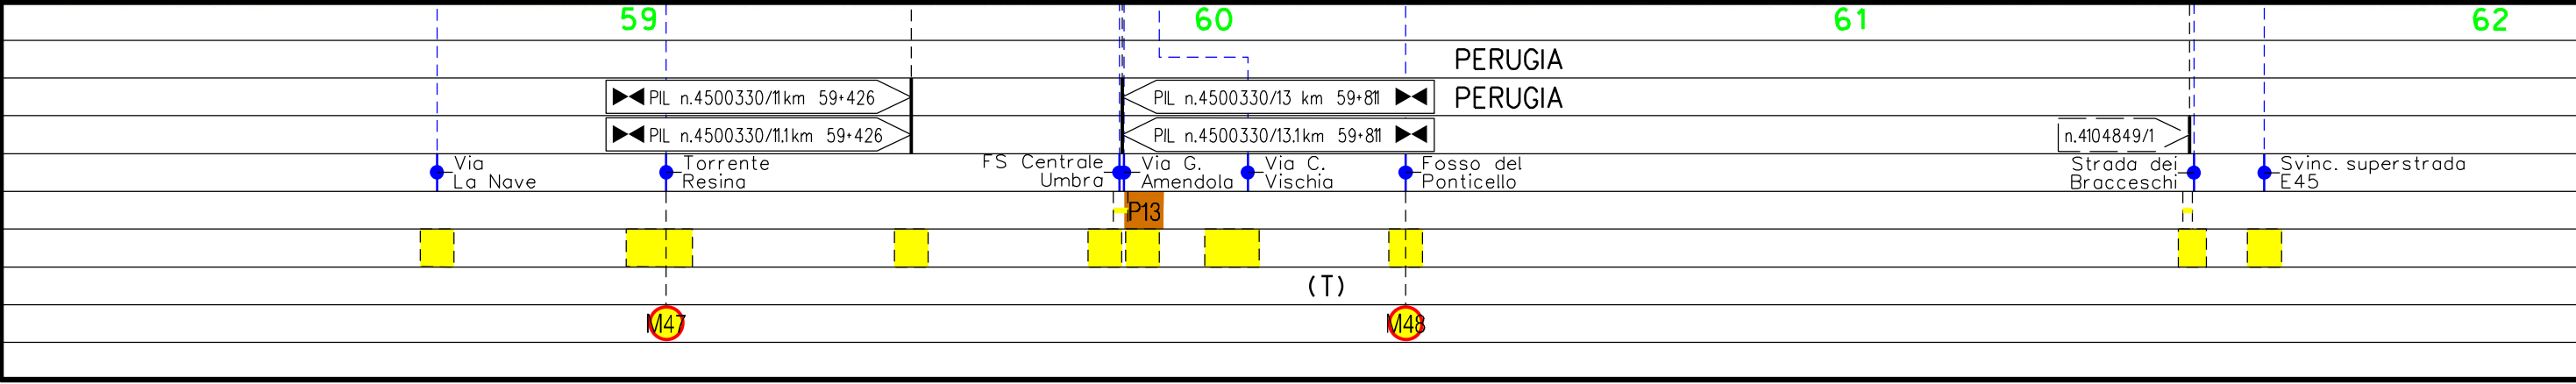 59 60 61 62
PERUGIA
PIL n.4500330/11 km 59+426 PIL n.4500330/13 km 59+811 PERUGIA
PIL n.4500330/11.1 km 59+426 PIL n.4500330/13.1 km 59+811 n.4104849/1
Via La Nave
Torrente Resina
FS Centrale Umbra
Via G. Amendola
Via C. Vischia
Fosso del Ponticello
Strada dei Bracceschi
Svinc. superstrada E45
P13
(T)
M47 M48